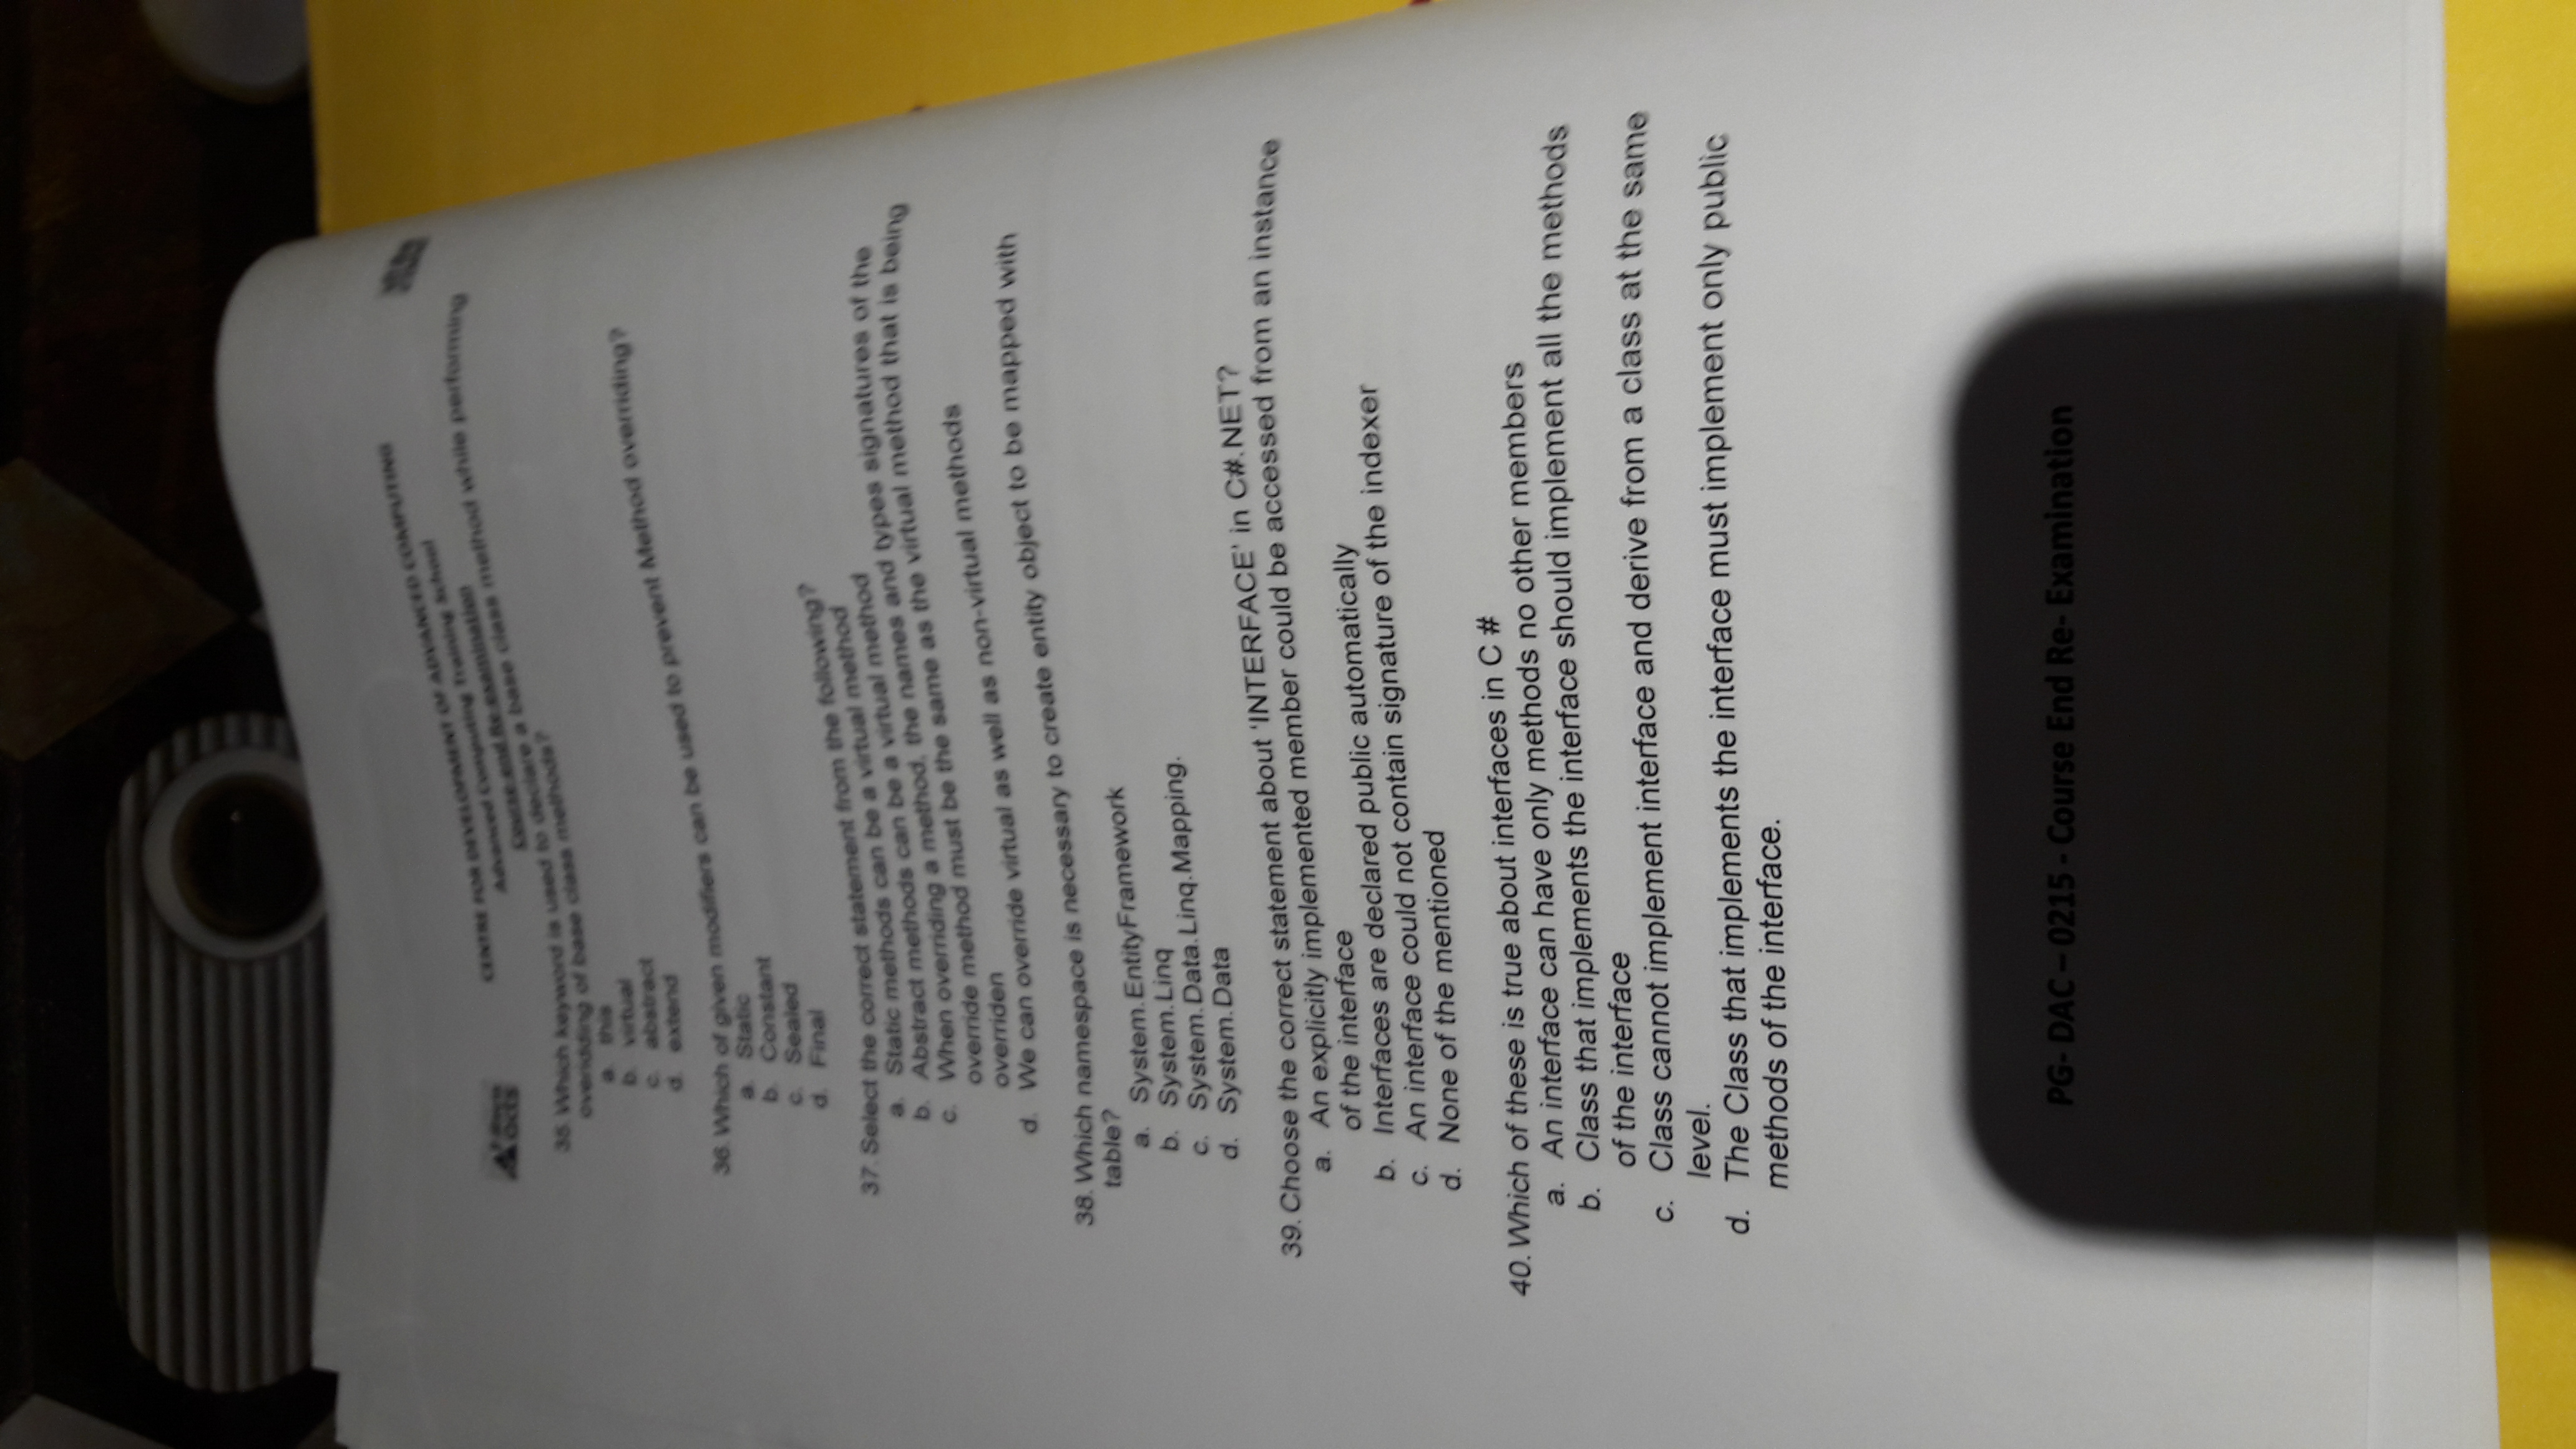 CENTRE FOR DEVELOPMENT OF ADVANCED COMPUTING
Advanced Computing Training School
Course end Re-examination
acts
35. Which keyword is used to declare a base class method while performing
overidding of base class methods?
a. this
b. virtual
c. abstract
d. extend
36. Which of given modifiers can be used to prevent Method overriding?
a. Static
b. Constant
c. Sealed
d. Final
37. Select the correct statement from the following?
a. Static methods can be a virtual method
b. Abstract methods can be a virtual method
c. When overriding a method, the names and types signatures of the
override method must be the same as the virtual method that is being
overriden
d. We can override virtual as well as non-virtual methods
38. Which namespace is necessary to create entity object to be mapped with
table?
a. System.EntityFramework
b. System.Linq
c. System.Data.Linq.Mapping.
d. System.Data
39. Choose the correct statement about ‘INTERFACE’ in C#.NET?
a. An explicitly implemented member could be accessed from an instance
of the interface
b. Interfaces are declared public automatically
c. An interface could not contain signature of the indexer
d. None of the mentioned
40. Which of these is true about interfaces in C #
a. An interface can have only methods no other members
b. Class that implements the interface should implement all the methods
of the interface
c. Class cannot implement interface and derive from a class at the same
level.
d. The Class that implements the interface must implement only public
methods of the interface.
PG- DAC – 0215 - Course End Re- Examination